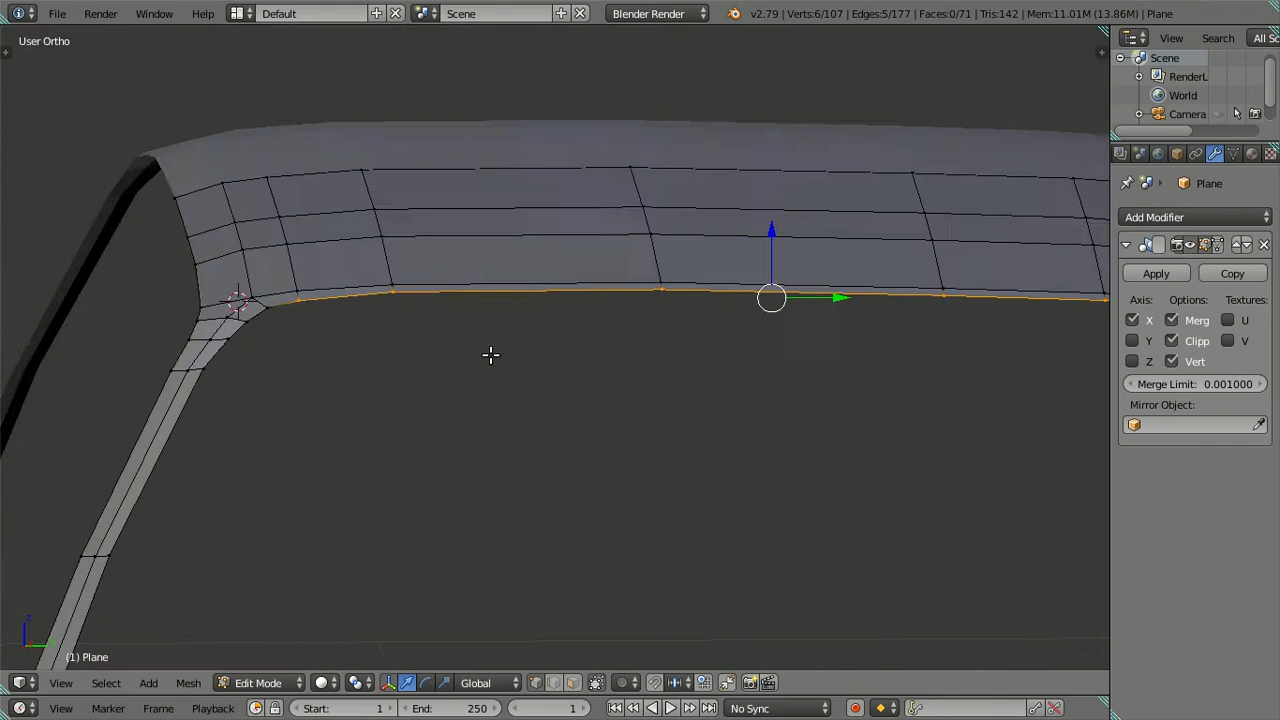 File Render Window Help Default Scene Blender Render v2.79 | Verts:6/107 | Edges:5/177 | Faces:0/71 | Tris:142 | Mem:11.01M (13.86M) | Plane
User Ortho
View Search All Sc
Scene
RenderL
World
Camera
Plane
Add Modifier
Apply Copy
Axis: Options: Textures:
X Merg U
Y Clipp V
Z Vert
Merge Limit: 0.001000
Mirror Object:
z
(1) Plane
View Select Add Mesh Edit Mode Global
View Marker Frame Playback Start: 1 End: 250 1 No Sync